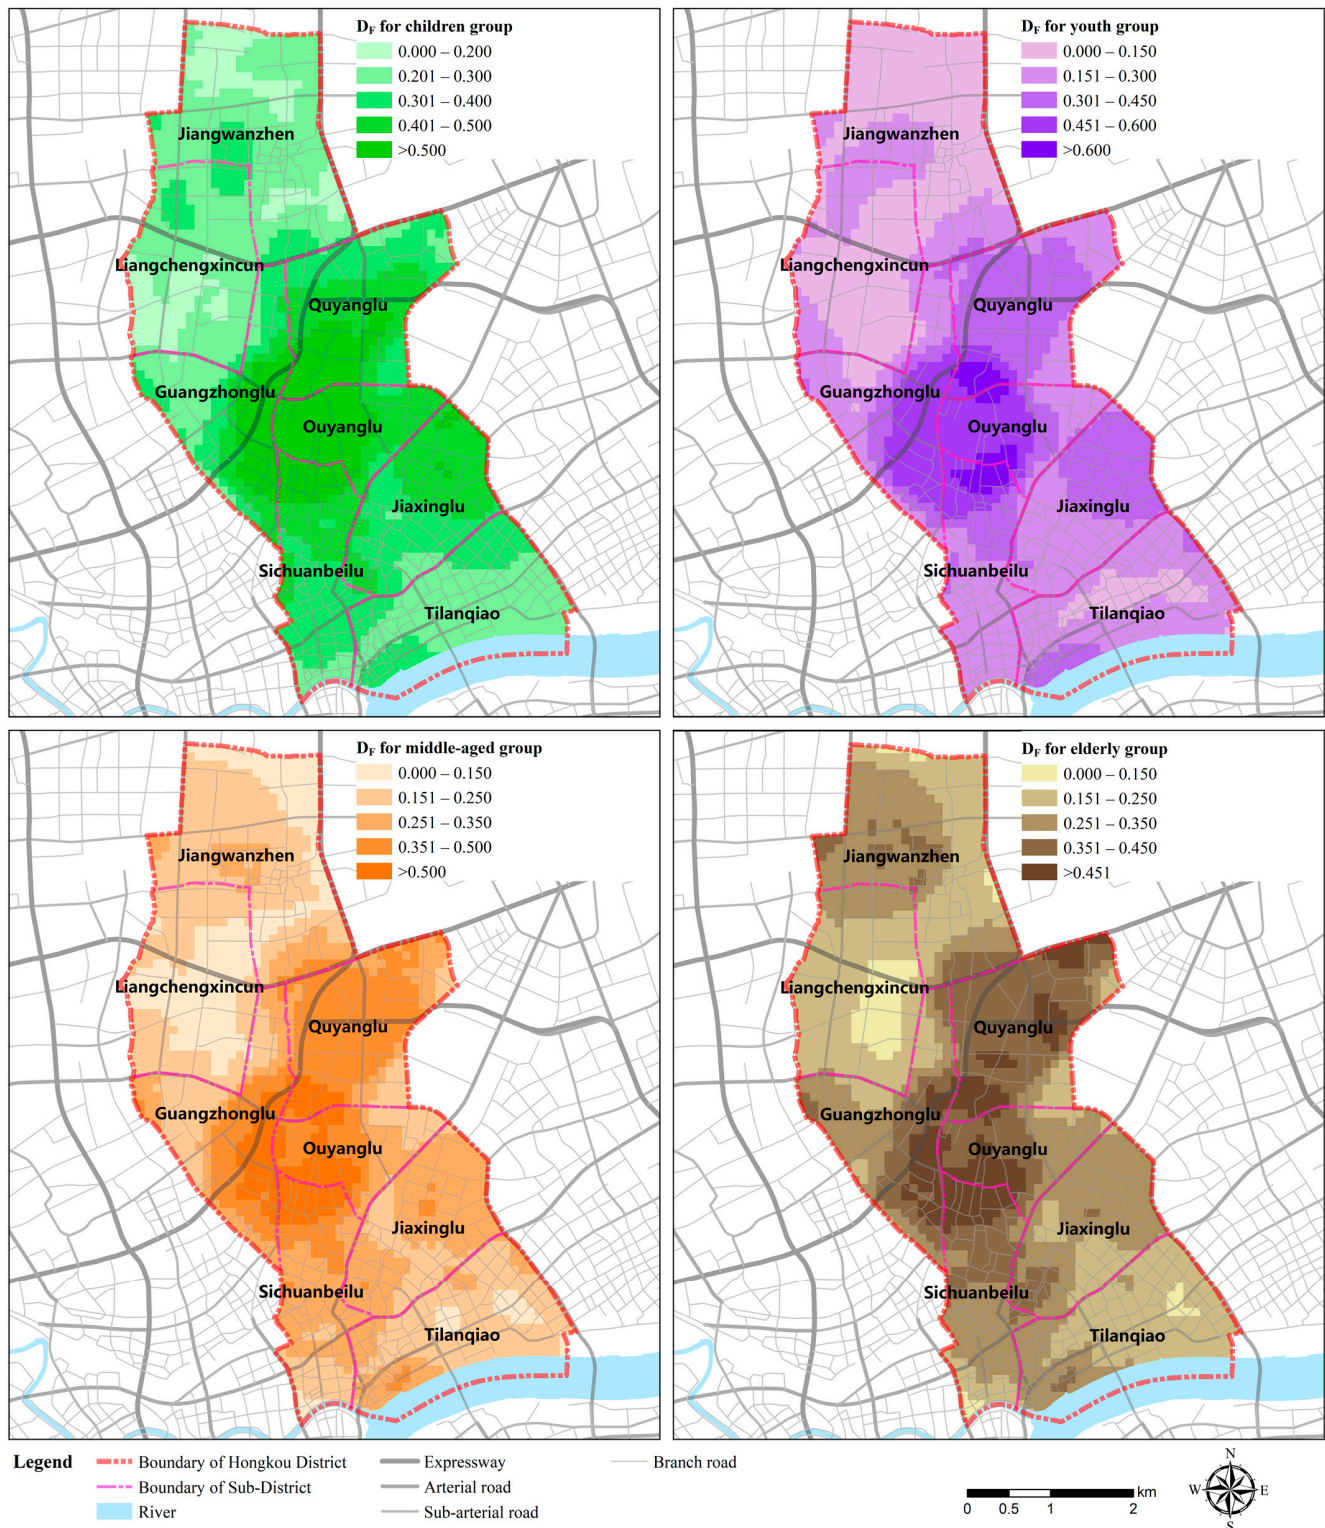 D_F for children group
0.000 – 0.200
0.201 – 0.300
0.301 – 0.400
0.401 – 0.500
>0.500
Jiangwanzhen
Liangchengxincun
Quyanglu
Guangzhonglu
Ouyanglu
Jiaxinglu
Sichuanbeilu
Tilanqiao
D_F for youth group
0.000 – 0.150
0.151 – 0.300
0.301 – 0.450
0.451 – 0.600
>0.600
Jiangwanzhen
Liangchengxincun
Quyanglu
Guangzhonglu
Ouyanglu
Jiaxinglu
Sichuanbeilu
Tilanqiao
D_F for middle-aged group
0.000 – 0.150
0.151 – 0.250
0.251 – 0.350
0.351 – 0.500
>0.500
Jiangwanzhen
Liangchengxincun
Quyanglu
Guangzhonglu
Ouyanglu
Jiaxinglu
Sichuanbeilu
Tilanqiao
D_F for elderly group
0.000 – 0.150
0.151 – 0.250
0.251 – 0.350
0.351 – 0.450
>0.451
Jiangwanzhen
Liangchengxincun
Quyanglu
Guangzhonglu
Ouyanglu
Jiaxinglu
Sichuanbeilu
Tilanqiao
Legend
Boundary of Hongkou District
Boundary of Sub-District
River
Expressway
Arterial road
Sub-arterial road
Branch road
km
0 0.5 1 2
N
W E
S